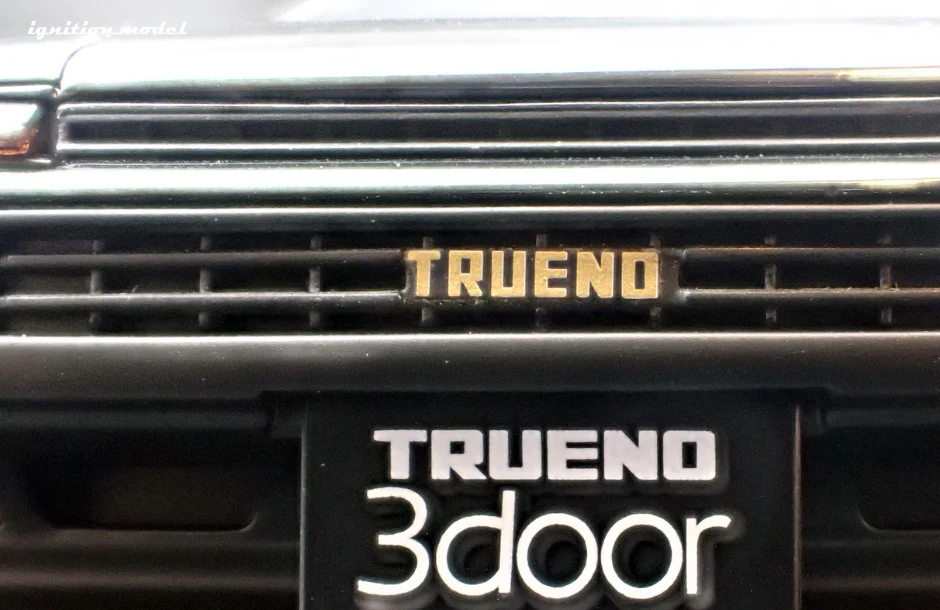 ignition model
TRUENO
TRUENO
3door